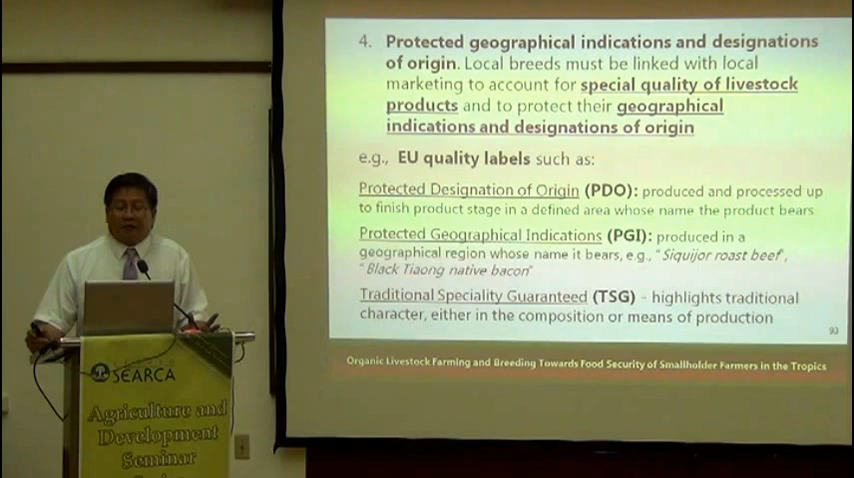 4. Protected geographical indications and designations
of origin. Local breeds must be linked with local
marketing to account for special quality of livestock
products and to protect their geographical
indications and designations of origin
e.g., EU quality labels such as:
Protected Designation of Origin (PDO): produced and processed up
to finish product stage in a defined area whose name the product bears
Protected Geographical Indications (PGI): produced in a
geographical region whose name it bears, e.g., "Siquijor roast beef",
"Black Tiaong native bacon"
Traditional Speciality Guaranteed (TSG) - highlights traditional
character, either in the composition or means of production
Organic Livestock Farming and Breeding Towards Food Security of Smallholder Farmers in the Tropics
SEARCA
Agriculture and
Development
Seminar